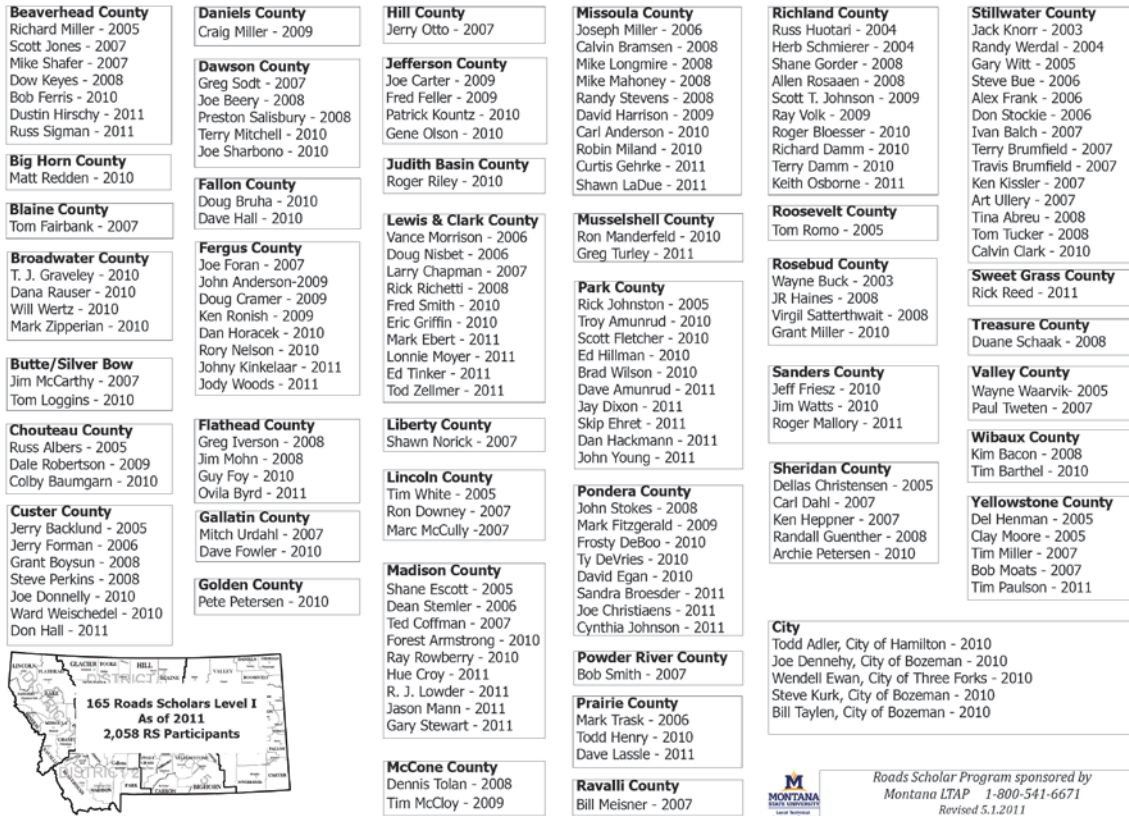 Beaverhead County
Richard Miller - 2005
Scott Jones - 2007
Mike Shafer - 2007
Dow Keyes - 2008
Bob Ferris - 2010
Dustin Hirschy - 2011
Russ Sigman - 2011
Big Horn County
Matt Redden - 2010
Blaine County
Tom Fairbank - 2007
Broadwater County
T. J. Graveley - 2010
Dana Rauser - 2010
Will Wertz - 2010
Mark Zipperian - 2010
Butte/Silver Bow
Jim McCarthy - 2007
Tom Loggins - 2010
Chouteau County
Russ Albers - 2005
Dale Robertson - 2009
Colby Baumgarn - 2010
Custer County
Jerry Backlund - 2005
Jerry Forman - 2006
Grant Boysun - 2008
Steve Perkins - 2008
Joe Donnelly - 2010
Ward Weischedel - 2010
Don Hall - 2011
Daniels County
Craig Miller - 2009
Dawson County
Greg Sodt - 2007
Joe Beery - 2008
Preston Salisbury - 2008
Terry Mitchell - 2010
Joe Sharbono - 2010
Fallon County
Doug Bruha - 2010
Dave Hall - 2010
Fergus County
Joe Foran - 2007
John Anderson-2009
Doug Cramer - 2009
Ken Ronish - 2009
Dan Horacek - 2010
Rory Nelson - 2010
Johny Kinkelaar - 2011
Jody Woods - 2011
Flathead County
Greg Iverson - 2008
Jim Mohn - 2008
Guy Foy - 2010
Ovila Byrd - 2011
Gallatin County
Mitch Urdahl - 2007
Dave Fowler - 2010
Golden County
Pete Petersen - 2010
Hill County
Jerry Otto - 2007
Jefferson County
Joe Carter - 2009
Fred Feller - 2009
Patrick Kountz - 2010
Gene Olson - 2010
Judith Basin County
Roger Riley - 2010
Lewis & Clark County
Vance Morrison - 2006
Doug Nisbet - 2006
Larry Chapman - 2007
Rick Richetti - 2008
Fred Smith - 2010
Eric Griffin - 2010
Mark Ebert - 2011
Lonnie Moyer - 2011
Ed Tinker - 2011
Tod Zellmer - 2011
Liberty County
Shawn Norick - 2007
Lincoln County
Tim White - 2005
Ron Downey - 2007
Marc McCully -2007
Madison County
Shane Escott - 2005
Dean Stemler - 2006
Ted Coffman - 2007
Forest Armstrong - 2010
Ray Rowberry - 2010
Hue Croy - 2011
R. J. Lowder - 2011
Jason Mann - 2011
Gary Stewart - 2011
McCone County
Dennis Tolan - 2008
Tim McCloy - 2009
Missoula County
Joseph Miller - 2006
Calvin Bramsen - 2008
Mike Longmire - 2008
Mike Mahoney - 2008
Randy Stevens - 2008
David Harrison - 2009
Carl Anderson - 2010
Robin Miland - 2010
Curtis Gehrke - 2011
Shawn LaDue - 2011
Musselshell County
Ron Manderfeld - 2010
Greg Turley - 2011
Park County
Rick Johnston - 2005
Troy Amunrud - 2010
Scott Fletcher - 2010
Ed Hillman - 2010
Brad Wilson - 2010
Dave Amunrud - 2011
Jay Dixon - 2011
Skip Ehret - 2011
Dan Hackmann - 2011
John Young - 2011
Pondera County
John Stokes - 2008
Mark Fitzgerald - 2009
Frosty DeBoo - 2010
Ty DeVries - 2010
David Egan - 2010
Sandra Broesder - 2011
Joe Christiaens - 2011
Cynthia Johnson - 2011
Powder River County
Bob Smith - 2007
Prairie County
Mark Trask - 2006
Todd Henry - 2010
Dave Lassle - 2011
Ravalli County
Bill Meisner - 2007
Richland County
Russ Huotari - 2004
Herb Schmierer - 2004
Shane Gorder - 2008
Allen Rosaaen - 2008
Scott T. Johnson - 2009
Ray Volk - 2009
Roger Bloesser - 2010
Richard Damm - 2010
Terry Damm - 2010
Keith Osborne - 2011
Roosevelt County
Tom Romo - 2005
Rosebud County
Wayne Buck - 2003
JR Haines - 2008
Virgil Satterthwait - 2008
Grant Miller - 2010
Sanders County
Jeff Friesz - 2010
Jim Watts - 2010
Roger Mallory - 2011
Sheridan County
Dellas Christensen - 2005
Carl Dahl - 2007
Ken Heppner - 2007
Randall Guenther - 2008
Archie Petersen - 2010
Stillwater County
Jack Knorr - 2003
Randy Werdal - 2004
Gary Witt - 2005
Steve Bue - 2006
Alex Frank - 2006
Don Stockie - 2006
Ivan Balch - 2007
Terry Brumfield - 2007
Travis Brumfield - 2007
Ken Kissler - 2007
Art Ullery - 2007
Tina Abreu - 2008
Tom Tucker - 2008
Calvin Clark - 2010
Sweet Grass County
Rick Reed - 2011
Treasure County
Duane Schaak - 2008
Valley County
Wayne Waarvik- 2005
Paul Tweten - 2007
Wibaux County
Kim Bacon - 2008
Tim Barthel - 2010
Yellowstone County
Del Henman - 2005
Clay Moore - 2005
Tim Miller - 2007
Bob Moats - 2007
Tim Paulson - 2011
City
Todd Adler, City of Hamilton - 2010
Joe Dennehy, City of Bozeman - 2010
Wendell Ewan, City of Three Forks - 2010
Steve Kurk, City of Bozeman - 2010
Bill Taylen, City of Bozeman - 2010
LINCOLN
GLACIER
HILL
BLAINE
VALLEY
DISTRICT
165 Roads Scholars Level I
As of 2011
2,058 RS Participants
DISTRICT 2
PARK
CARBON
BIGHORN
CARTER
M
MONTANA
STATE UNIVERSITY
Local Technical
Roads Scholar Program sponsored by
Montana LTAP 1-800-541-6671
Revised 5.1.2011